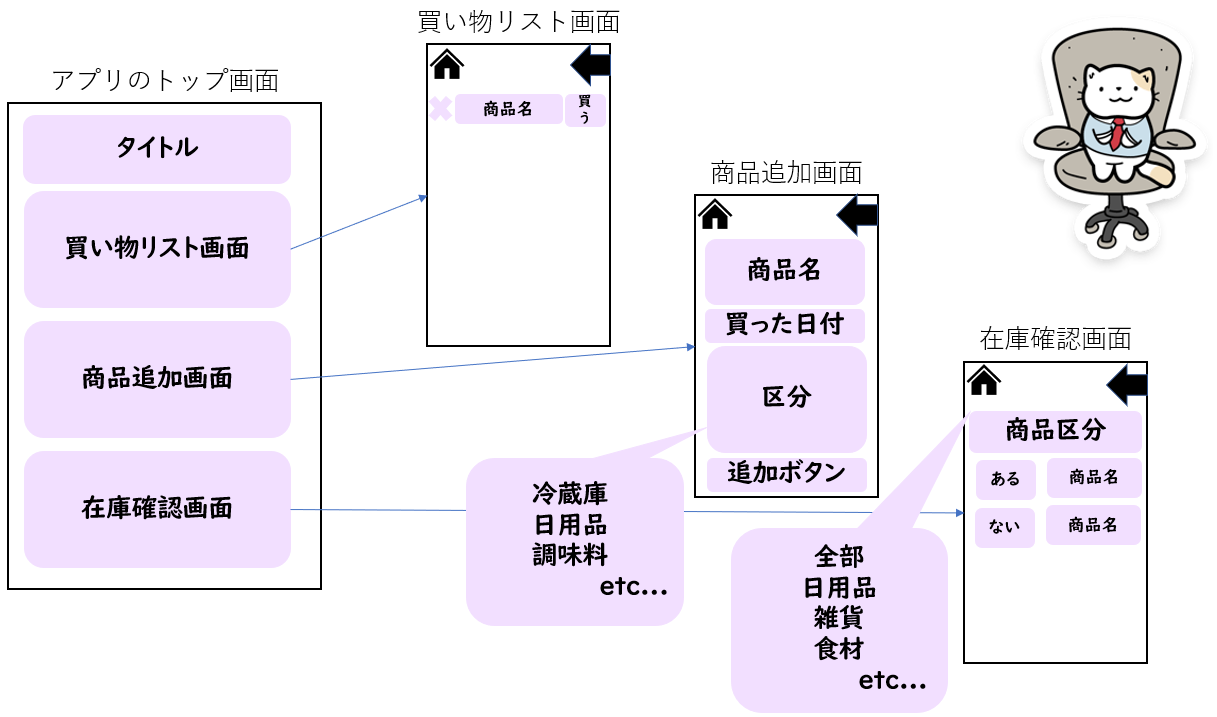 アプリのトップ画面
タイトル
買い物リスト画面
商品追加画面
在庫確認画面
買い物リスト画面
商品名
買
う
商品追加画面
商品名
買った日付
区分
追加ボタン
冷蔵庫
日用品
調味料
etc...
在庫確認画面
商品区分
ある
商品名
ない
商品名
全部
日用品
雑貨
食材
etc...